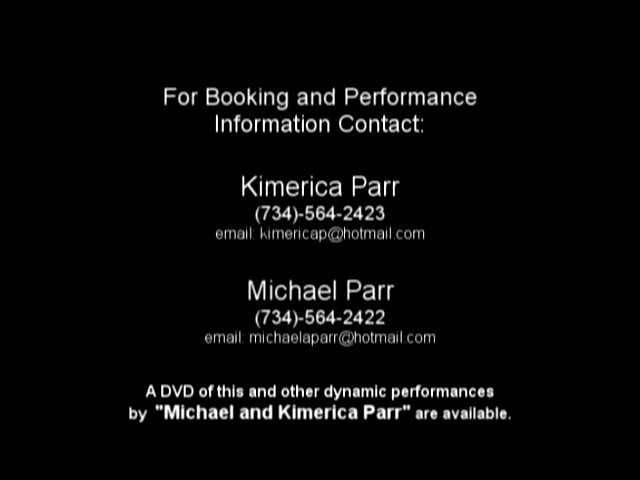 For Booking and Performance
Information Contact:
Kimerica Parr
(734)-564-2423
email: kimericap@hotmail.com
Michael Parr
(734)-564-2422
email: michaelaparr@hotmail.com
A DVD of this and other dynamic performances
by "Michael and Kimerica Parr" are available.